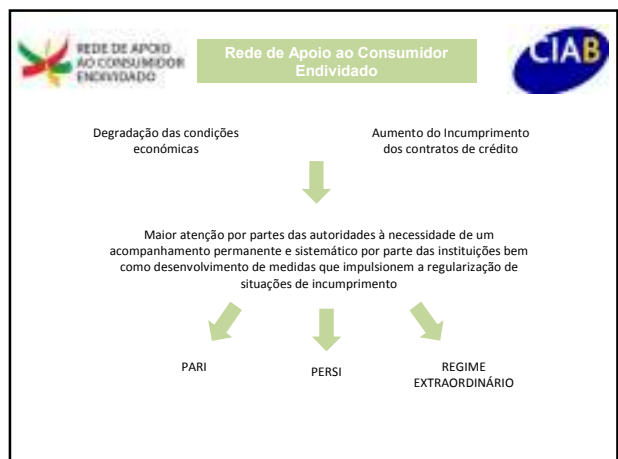 REDE DE APOIO
AO CONSUMIDOR
ENDIVIDADO
Rede de Apoio ao Consumidor
Endividado
CIAB
Degradação das condições
económicas
Aumento do Incumprimento
dos contratos de crédito
Maior atenção por partes das autoridades à necessidade de um
acompanhamento permanente e sistemático por parte das instituições bem
como desenvolvimento de medidas que impulsionem a regularização de
situações de incumprimento
PARI
PERSI
REGIME
EXTRAORDINÁRIO